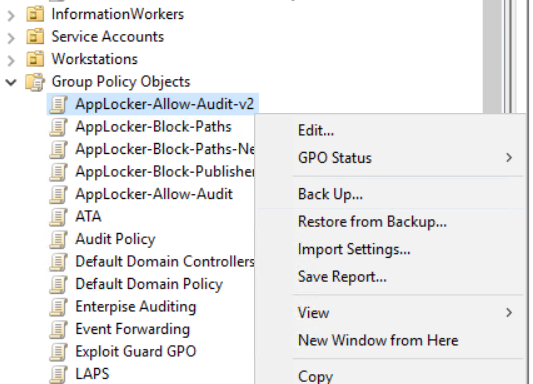 InformationWorkers
Service Accounts
Workstations
Group Policy Objects
AppLocker-Allow-Audit-v2
AppLocker-Block-Paths
AppLocker-Block-Paths-Ne
AppLocker-Block-Publisher
AppLocker-Allow-Audit
ATA
Audit Policy
Default Domain Controllers
Default Domain Policy
Enterpise Auditing
Event Forwarding
Exploit Guard GPO
LAPS
Edit...
GPO Status
Back Up...
Restore from Backup...
Import Settings...
Save Report...
View
New Window from Here
Copy